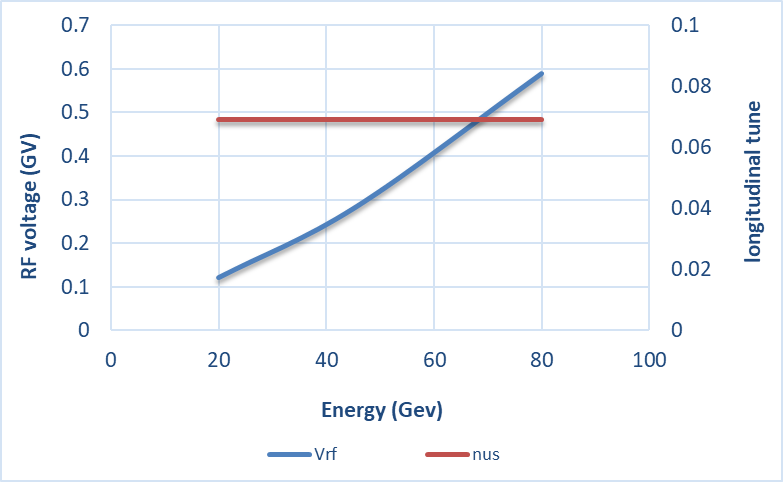 0.7
0.6
0.5
0.4
0.3
0.2
0.1
0
RF voltage (GV)
0.1
0.08
0.06
0.04
0.02
0
longitudinal tune
0 20 40 60 80 100
Energy (Gev)
Vrf nus